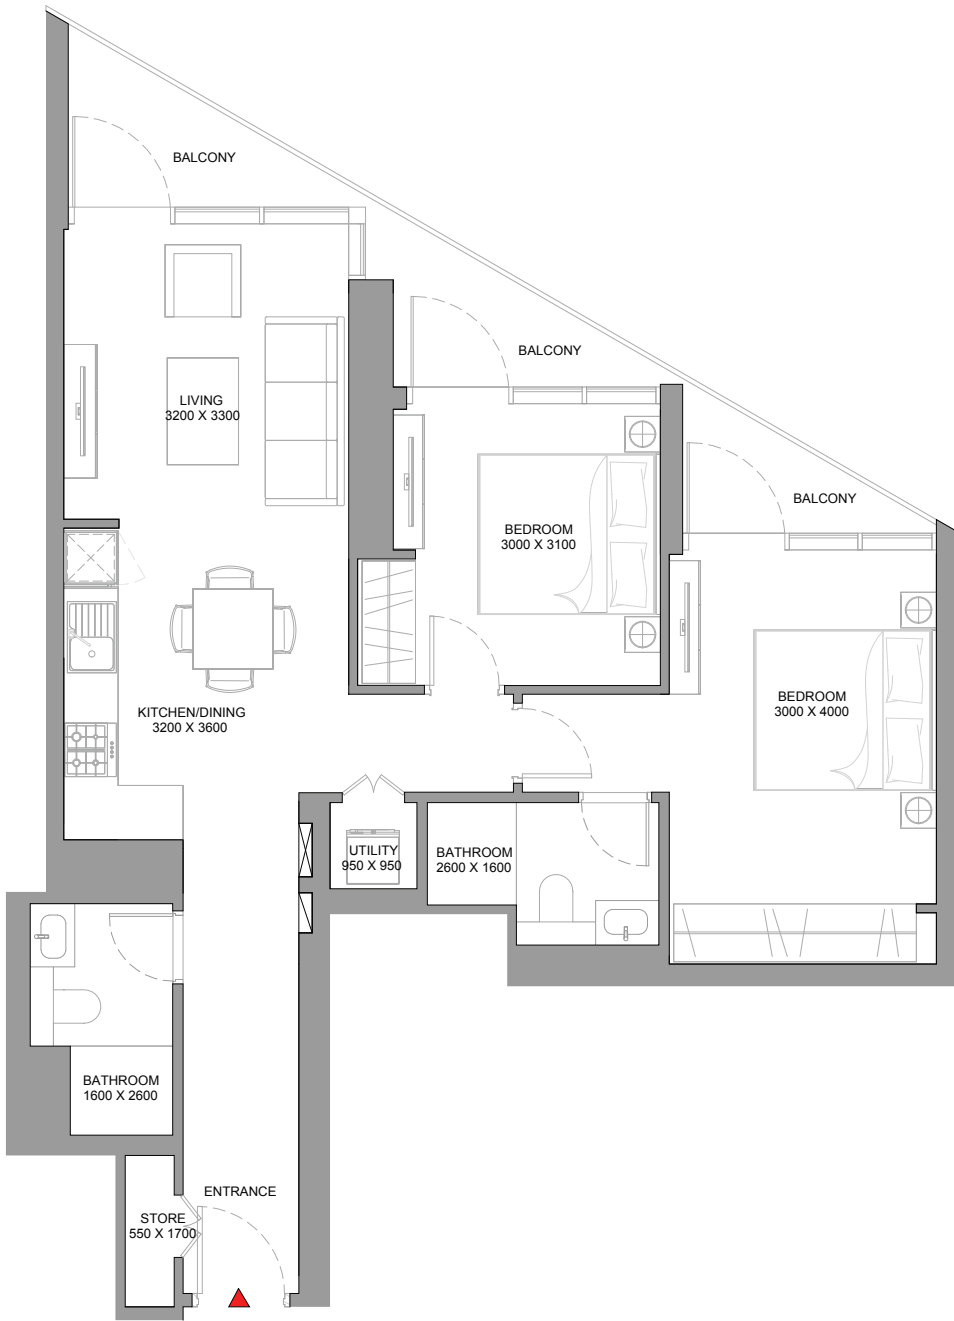 BALCONY
BALCONY
LIVING
3200 X 3300
BALCONY
BEDROOM
3000 X 3100
BEDROOM
3000 X 4000
KITCHEN/DINING
3200 X 3600
UTILITY
950 X 950
BATHROOM
2600 X 1600
BATHROOM
1600 X 2600
ENTRANCE
STORE
550 X 1700